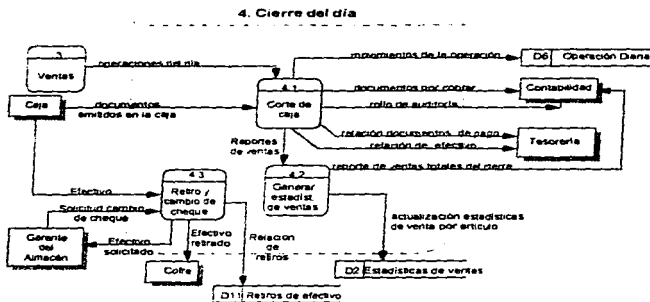 4. Cierre del día
3
Ventas
operaciones del día
movimientos de la operación
D6 Operación Diaria
4.1
Corte de
caja
documentos por cobrar
Contabilidad
rollo de auditoría
Caja
documentos
emitidos en la caja
relación documentos de pago
relación de efectivo
Tesorería
Reportes
de ventas
4.2
Generar
estadist.
de ventas
reporte de ventas totales del cierre
4.3
Retiro /
cambio de
cheque
Efectivo
Solicitud cambio
de cheque
Gerente
del
Almacén
Efectivo
solicitado
Efectivo
retirado
Relación
de
retiros
actualización estadísticas
de venta por artículo
Cofre
D2 Estadísticas de ventas
D11 Retiros de efectivo